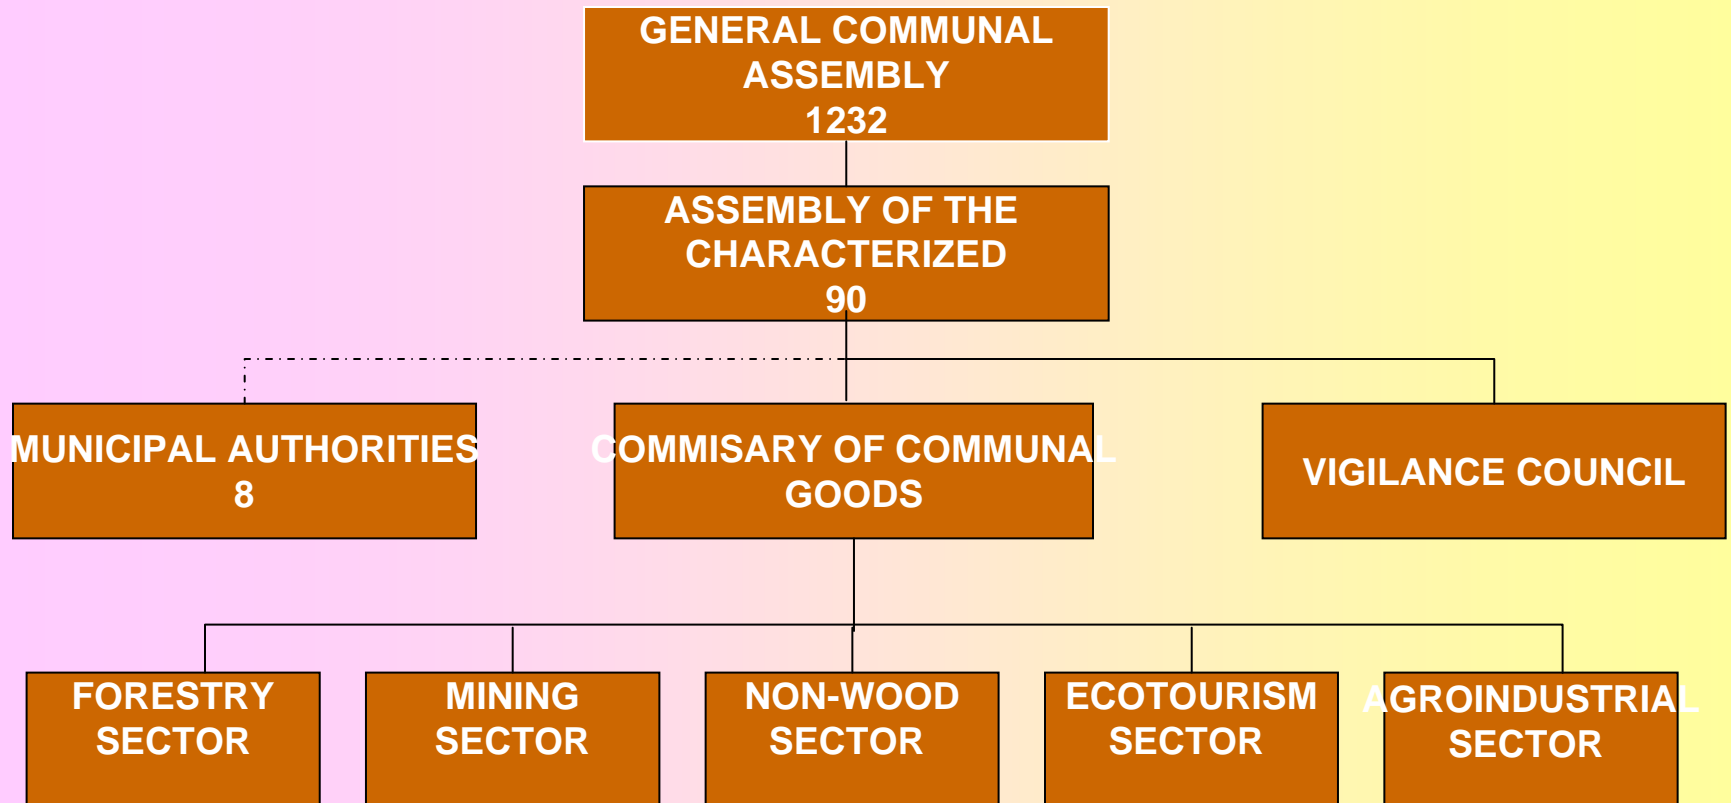 GENERAL COMMUNAL
ASSEMBLY
1232
ASSEMBLY OF THE
CHARACTERIZED
90
MUNICIPAL AUTHORITIES
8
COMMISARY OF COMMUNAL
GOODS
VIGILANCE COUNCIL
FORESTRY
SECTOR
MINING
SECTOR
NON-WOOD
SECTOR
ECOTOURISM
SECTOR
AGROINDUSTRIAL
SECTOR